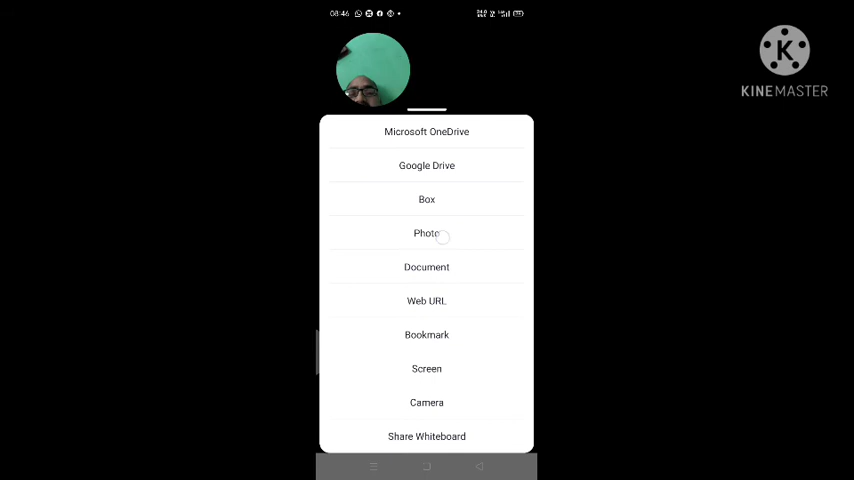 08:46
K
KINEMASTER
Microsoft OneDrive
Google Drive
Box
Photo
Document
Web URL
Bookmark
Screen
Camera
Share Whiteboard